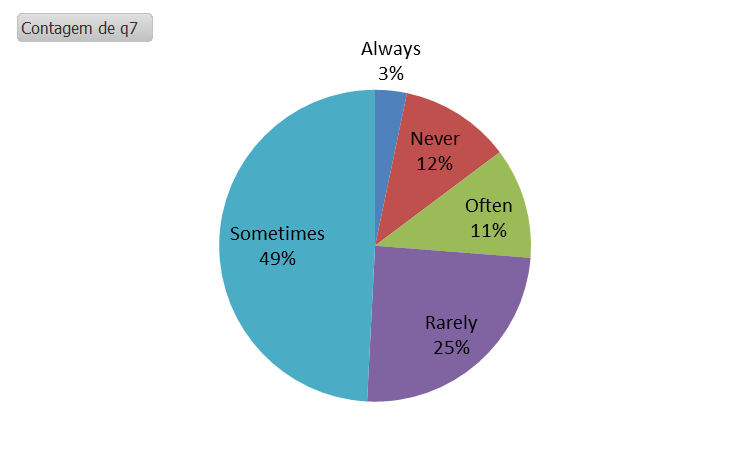 Contagem de q7
Always
3%
Never
12%
Often
11%
Sometimes
49%
Rarely
25%